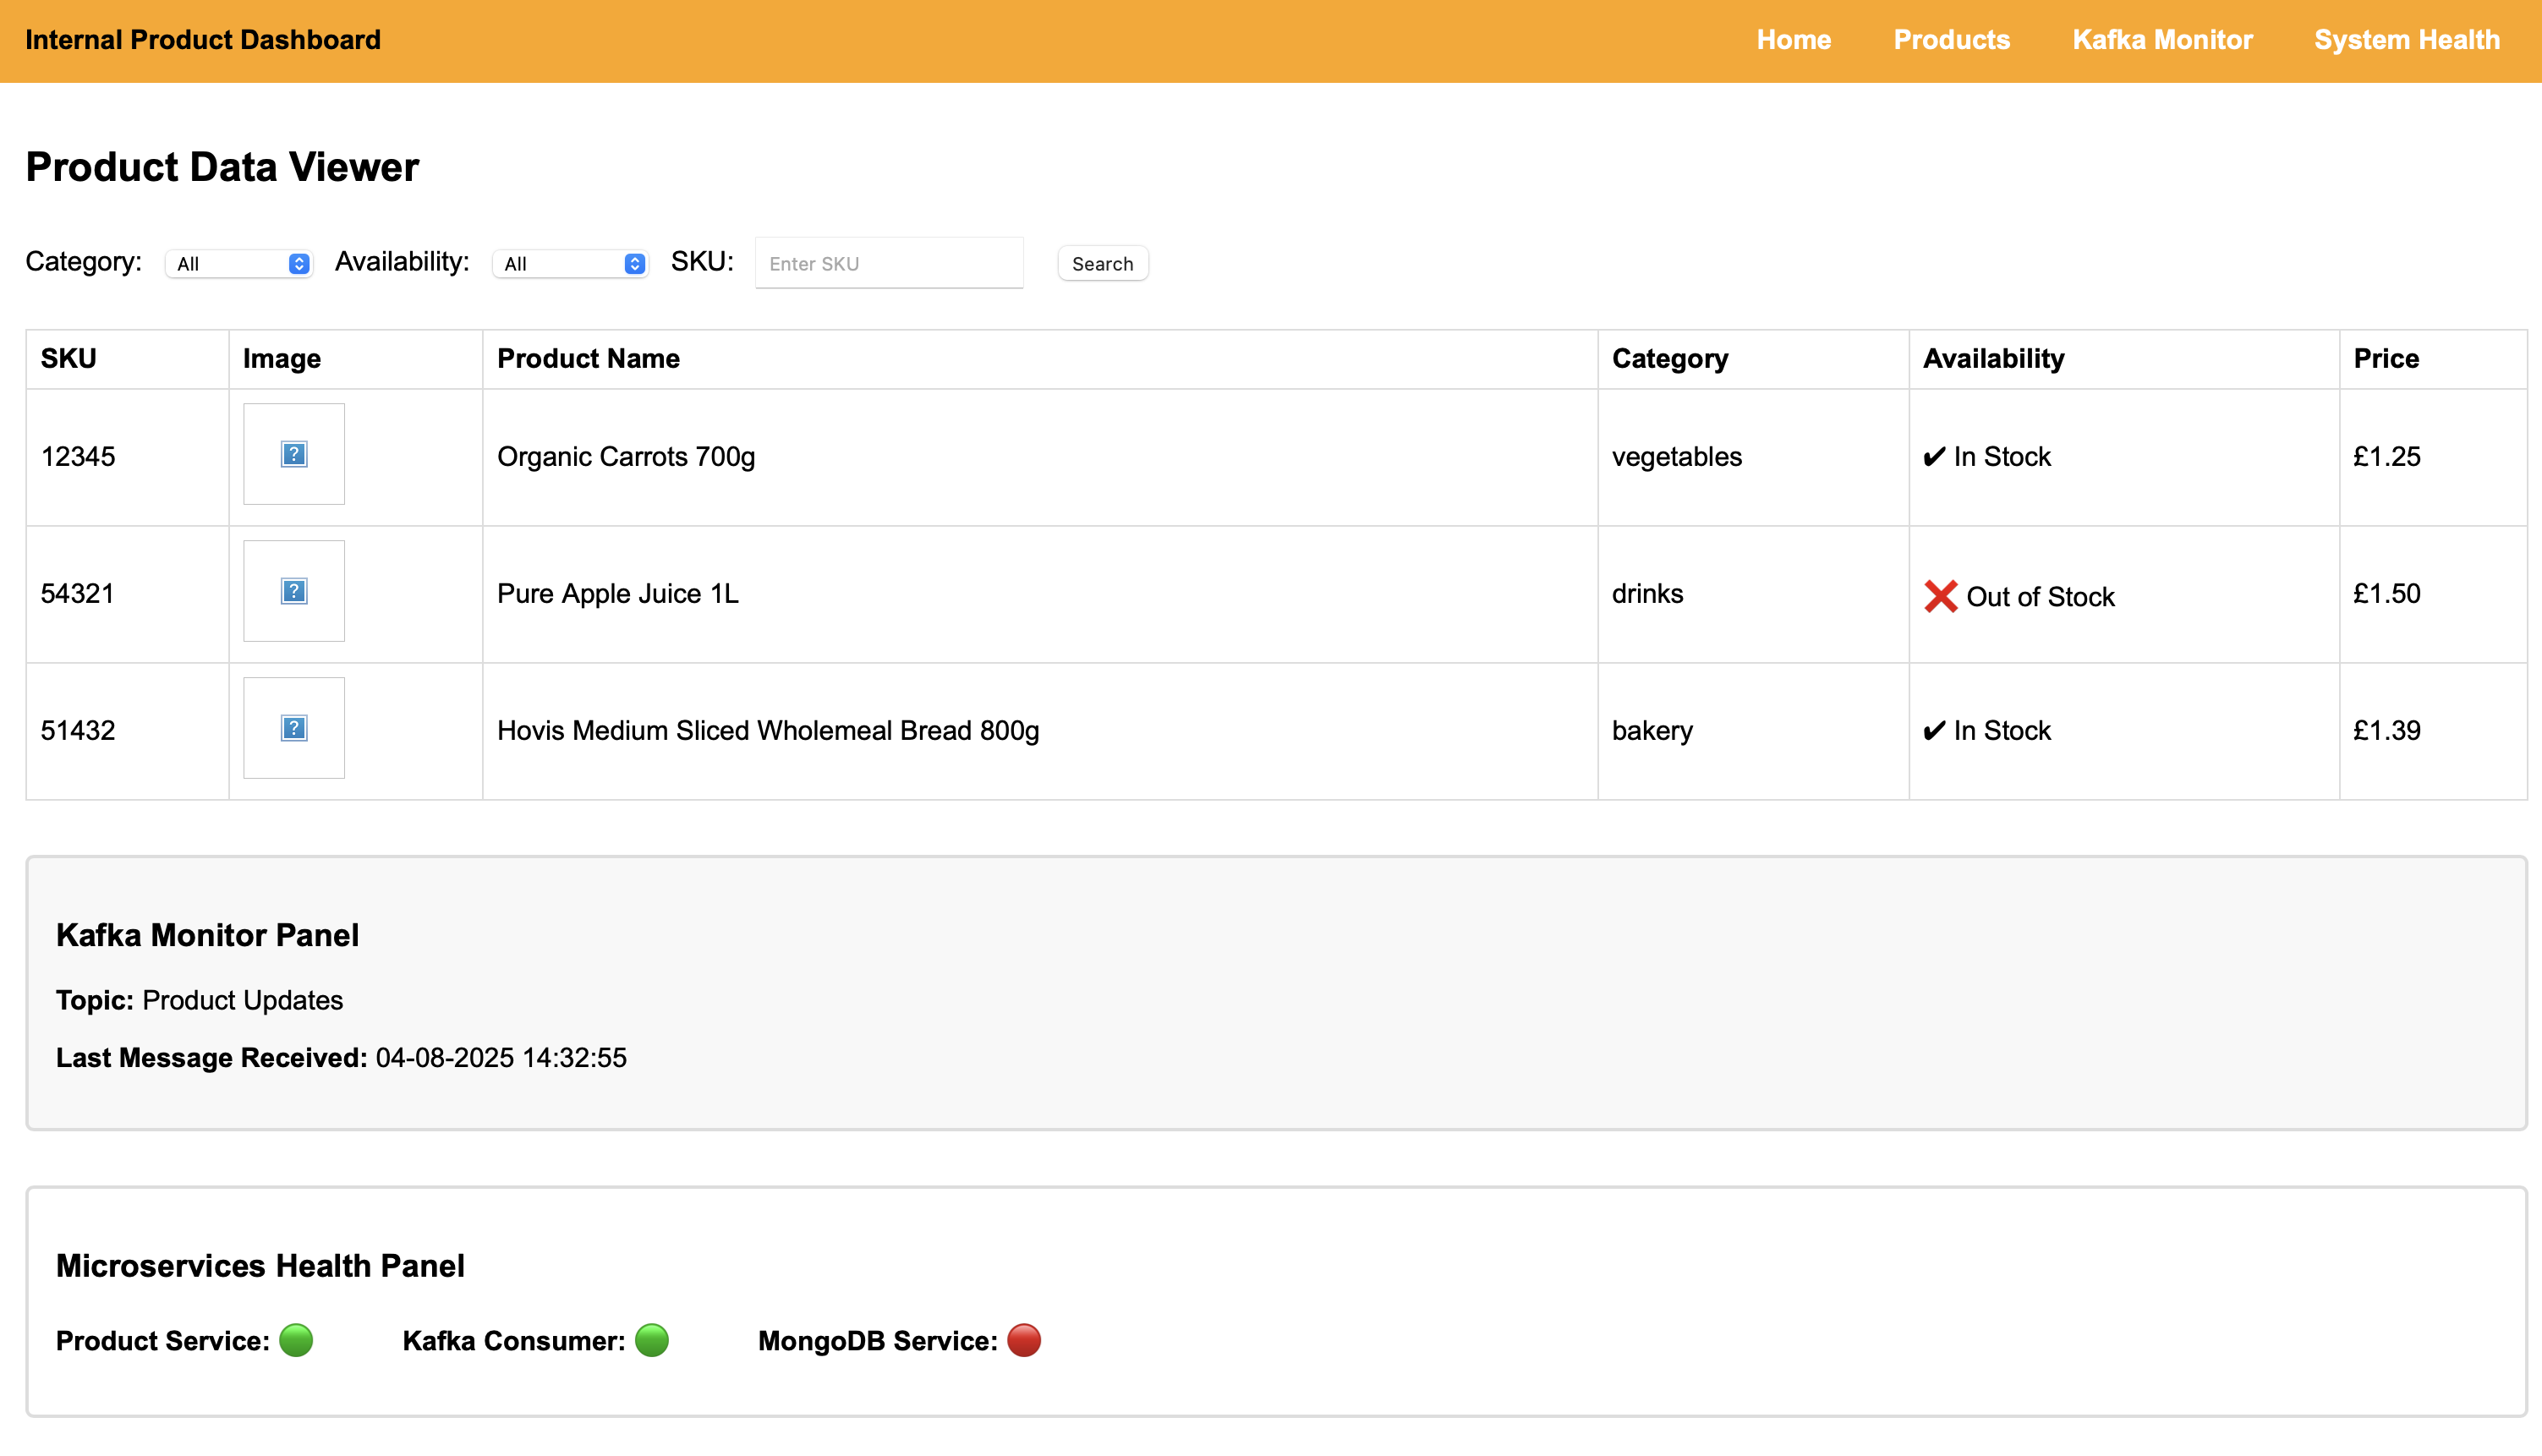 Internal Product Dashboard Home Products Kafka Monitor System Health
Product Data Viewer
Category: All Availability: All SKU: Enter SKU Search
SKU Image Product Name Category Availability Price
12345 ? Organic Carrots 700g vegetables ✔ In Stock £1.25
54321 ? Pure Apple Juice 1L drinks ❌ Out of Stock £1.50
51432 ? Hovis Medium Sliced Wholemeal Bread 800g bakery ✔ In Stock £1.39
Kafka Monitor Panel
Topic: Product Updates
Last Message Received: 04-08-2025 14:32:55
Microservices Health Panel
Product Service: 🟢 Kafka Consumer: 🟢 MongoDB Service: 🔴